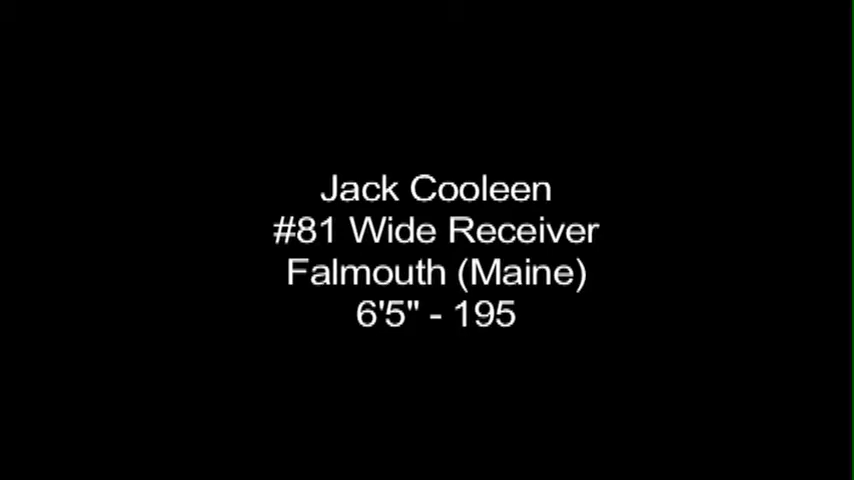 Jack Cooleen
#81 Wide Receiver
Falmouth (Maine)
6'5" - 195